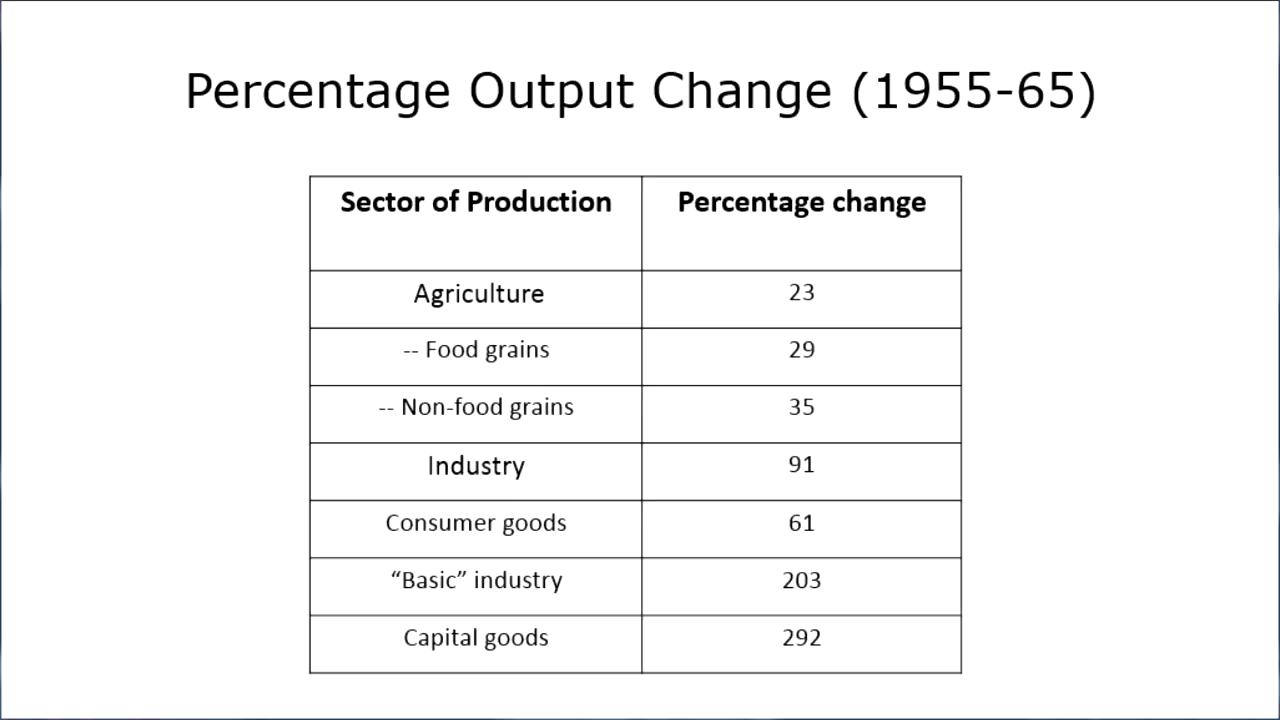 Percentage Output Change (1955-65)
Sector of Production Percentage change
Agriculture 23
-- Food grains 29
-- Non-food grains 35
Industry 91
Consumer goods 61
“Basic” industry 203
Capital goods 292